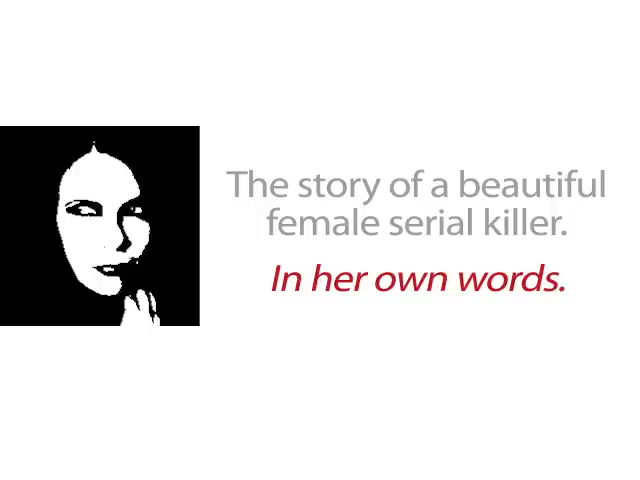 The story of a beautiful
female serial killer.
In her own words.